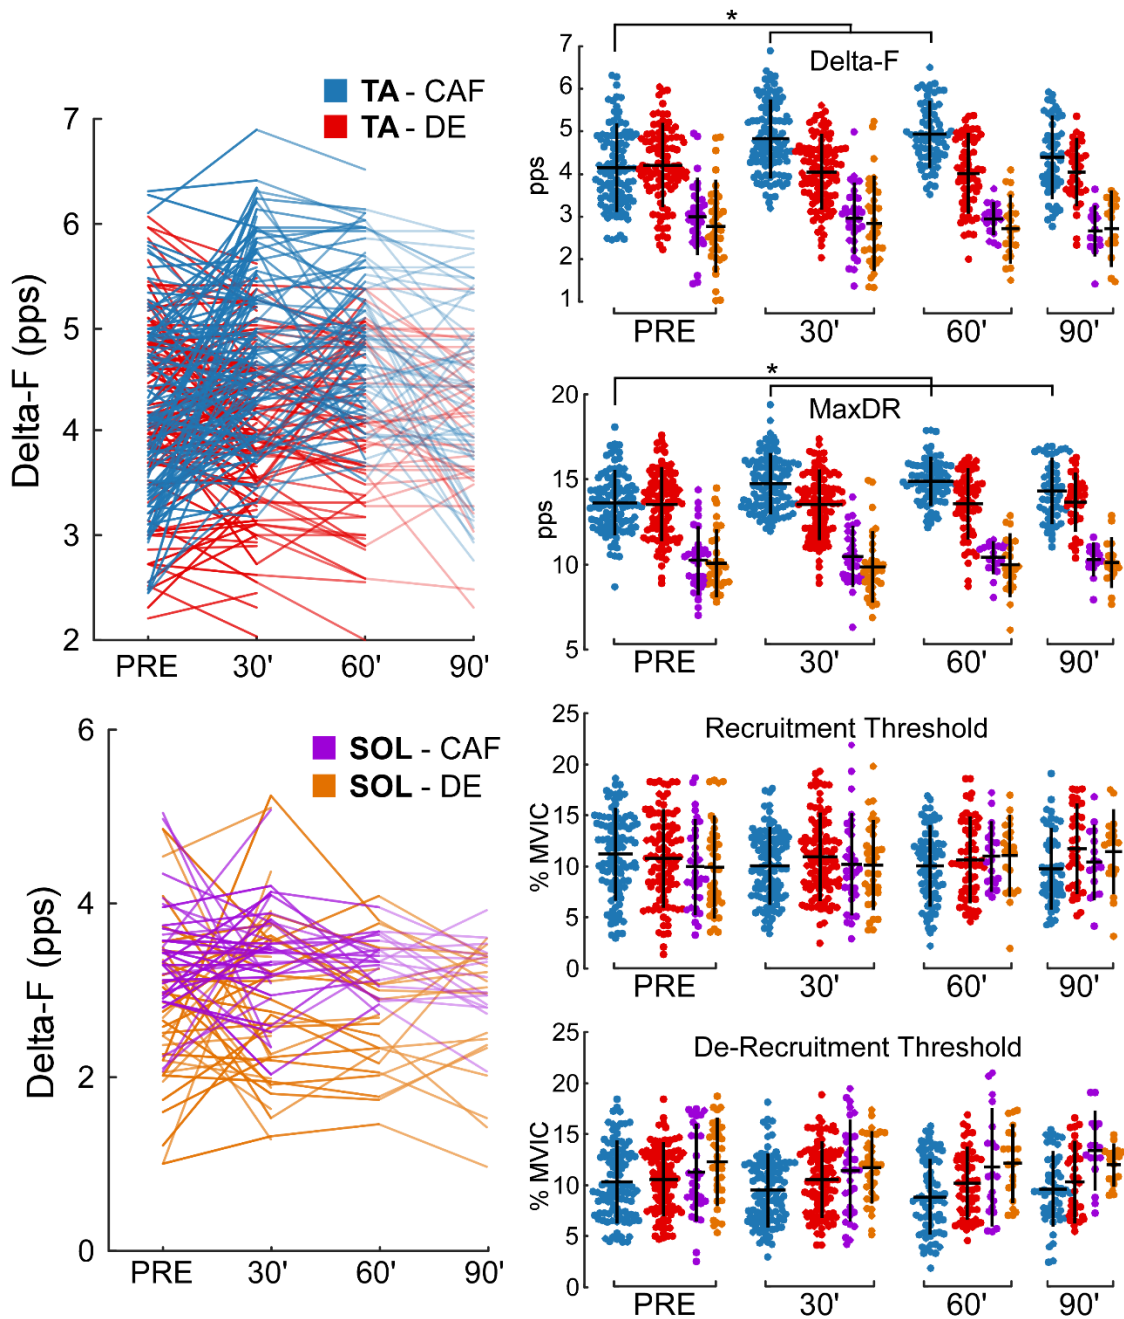 TA - CAF
TA - DE
Delta-F (pps)
7
6
5
4
3
2
PRE 30' 60' 90'
SOL - CAF
SOL - DE
Delta-F (pps)
6
4
2
0
PRE 30' 60' 90'
*
Delta-F
pps
7
6
5
4
3
2
1
PRE 30' 60' 90'
*
MaxDR
pps
20
15
10
5
PRE 30' 60' 90'
Recruitment Threshold
% MVIC
25
20
15
10
5
0
PRE 30' 60' 90'
De-Recruitment Threshold
% MVIC
25
20
15
10
5
0
PRE 30' 60' 90'